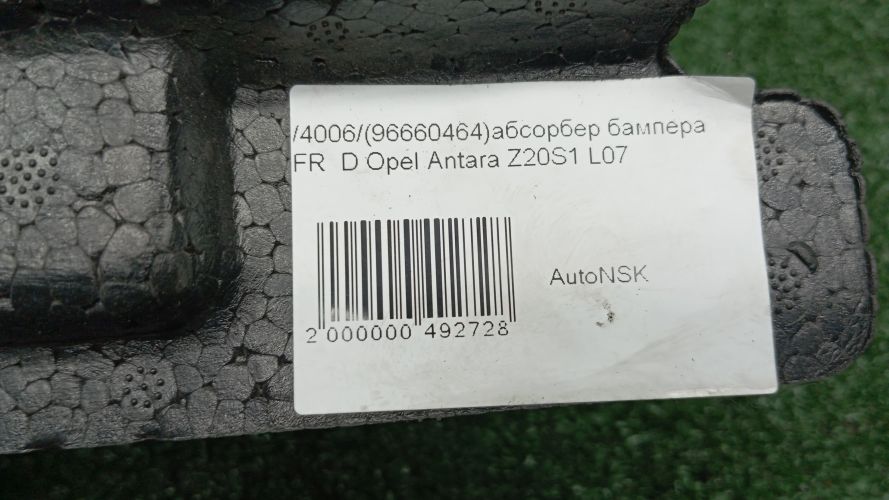 /4006/(96660464)абсорбер бампера
FR D Opel Antara Z20S1 L07
AutoNSK
2 000000 492728